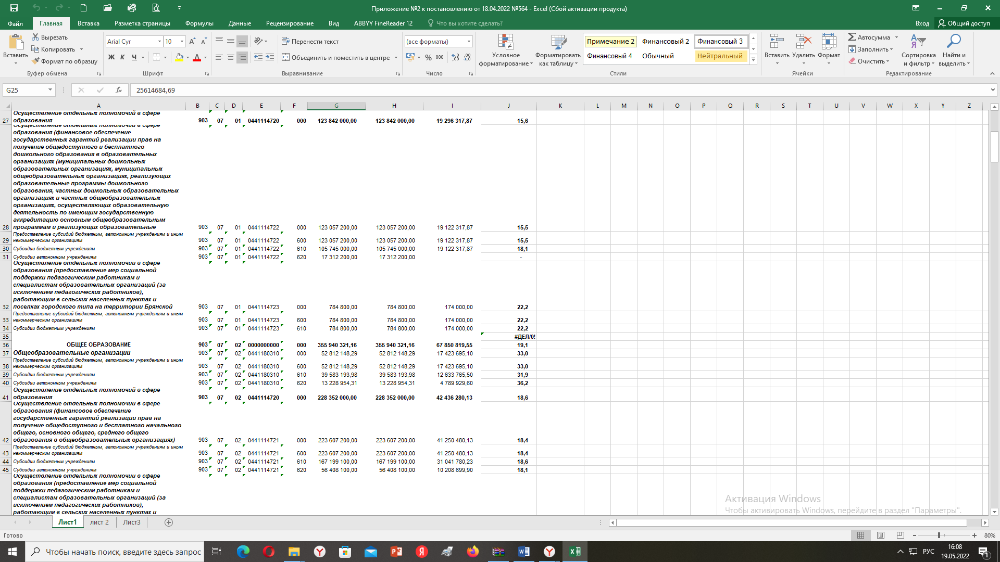 Приложение №2 к постановлению от 18.04.2022 №564 - Excel (Сбой активации продукта)
Файл Главная Вставка Разметка страницы Формулы Данные Рецензирование Вид ABBYY FineReader 12 Что вы хотите сделать? Вход Общий доступ
Вставить
Вырезать
Копировать
Формат по образцу
Буфер обмена
Arial Cyr 10
Ж К Ч
Шрифт
Перенести текст
Объединить и поместить в центре
Выравнивание
(все форматы)
% 000
Число
Условное форматирование
Форматировать как таблицу
Примечание 2 Финансовый 2 Финансовый 3
Финансовый 4 Обычный Нейтральный
Стили
Вставить Удалить Формат
Ячейки
Автосумма
Заполнить
Очистить
Сортировка и фильтр
Найти и выделить
Редактирование
G25 fx 25614684,69
A B C D E F G H I J K L M N O P Q R S T U V W X Y Z
Осуществление отдельных полномочий в сфере
27 образования 903 07 01 0441114720 000 123 842 000,00 123 842 000,00 19 296 317,87 15,6
Осуществление отдельных полномочий в сфере
образования (финансовое обеспечение
государственных гарантий реализации прав на
получение общедоступного и бесплатного
дошкольного образования в образовательных
организациях (муниципальных дошкольных
образовательных организациях, муниципальных
общеобразовательных организациях, реализующих
образовательные программы дошкольного
образования, частных дошкольных образовательных
организациях и частных общеобразовательных
организациях, осуществляющих образовательную
деятельность по имеющим государственную
аккредитацию основным общеобразовательным
28 программам и реализующих образовательные 903 07 01 0441114722 000 123 057 200,00 123 057 200,00 19 122 317,87 15,5
Предоставление субсидий бюджетным, автономным учреждениям и иным
29 некоммерческим организациям 903 07 01 0441114722 600 123 057 200,00 123 057 200,00 19 122 317,87 15,5
30 Субсидии бюджетным учреждениям 903 07 01 0441114722 610 105 745 000,00 105 745 000,00 19 122 317,87 18,1
31 Субсидии автономным учреждениям 903 07 01 0441114722 620 17 312 200,00 17 312 200,00 -
Осуществление отдельных полномочий в сфере
образования (предоставление мер социальной
поддержки педагогическим работникам и
специалистам образовательных организаций (за
исключением педагогических работников),
работающим в сельских населенных пунктах и
32 поселках городского типа на территории Брянской 903 07 01 0441114723 000 784 800,00 784 800,00 174 000,00 22,2
Предоставление субсидий бюджетным, автономным учреждениям и иным
33 некоммерческим организациям 903 07 01 0441114723 600 784 800,00 784 800,00 174 000,00 22,2
34 Субсидии бюджетным учреждениям 903 07 01 0441114723 610 784 800,00 784 800,00 174 000,00 22,2
35 #ДЕЛ/0!
36 ОБЩЕЕ ОБРАЗОВАНИЕ 903 07 02 0000000000 000 355 940 321,16 355 940 321,16 67 850 819,55 19,1
37 Общеобразовательные организации 903 07 02 0441180310 000 52 812 148,29 52 812 148,29 17 423 695,10 33,0
Предоставление субсидий бюджетным, автономным учреждениям и иным
38 некоммерческим организациям 903 07 02 0441180310 600 52 812 148,29 52 812 148,29 17 423 695,10 33,0
39 Субсидии бюджетным учреждениям 903 07 02 0441180310 610 39 583 193,98 39 583 193,98 12 633 765,50 31,9
40 Субсидии автономным учреждениям 903 07 02 0441180310 620 13 228 954,31 13 228 954,31 4 789 929,60 36,2
Осуществление отдельных полномочий в сфере
41 образования 903 07 02 0441114720 000 228 352 000,00 228 352 000,00 42 436 280,13 18,6
Осуществление отдельных полномочий в сфере
образования (финансовое обеспечение
государственных гарантий реализации прав на
получение общедоступного и бесплатного начального
общего, основного общего, среднего общего
42 образования в общеобразовательных организациях) 903 07 02 0441114721 000 223 607 200,00 223 607 200,00 41 250 480,13 18,4
Предоставление субсидий бюджетным, автономным учреждениям и иным
43 некоммерческим организациям 903 07 02 0441114721 600 223 607 200,00 223 607 200,00 41 250 480,13 18,4
44 Субсидии бюджетным учреждениям 903 07 02 0441114721 610 167 199 100,00 167 199 100,00 31 041 780,23 18,6
45 Субсидии автономным учреждениям 903 07 02 0441114721 620 56 408 100,00 56 408 100,00 10 208 699,90 18,1
Осуществление отдельных полномочий в сфере
образования (предоставление мер социальной
поддержки педагогическим работникам и
специалистам образовательных организаций (за
исключением педагогических работников),
работающим в сельских населенных пунктах и
Активация Windows
Чтобы активировать Windows, перейдите в раздел "Параметры".
Лист1 лист 2 Лист3
Готово 80%
Чтобы начать поиск, введите здесь запрос
РУС 16:08
19.05.2022
1